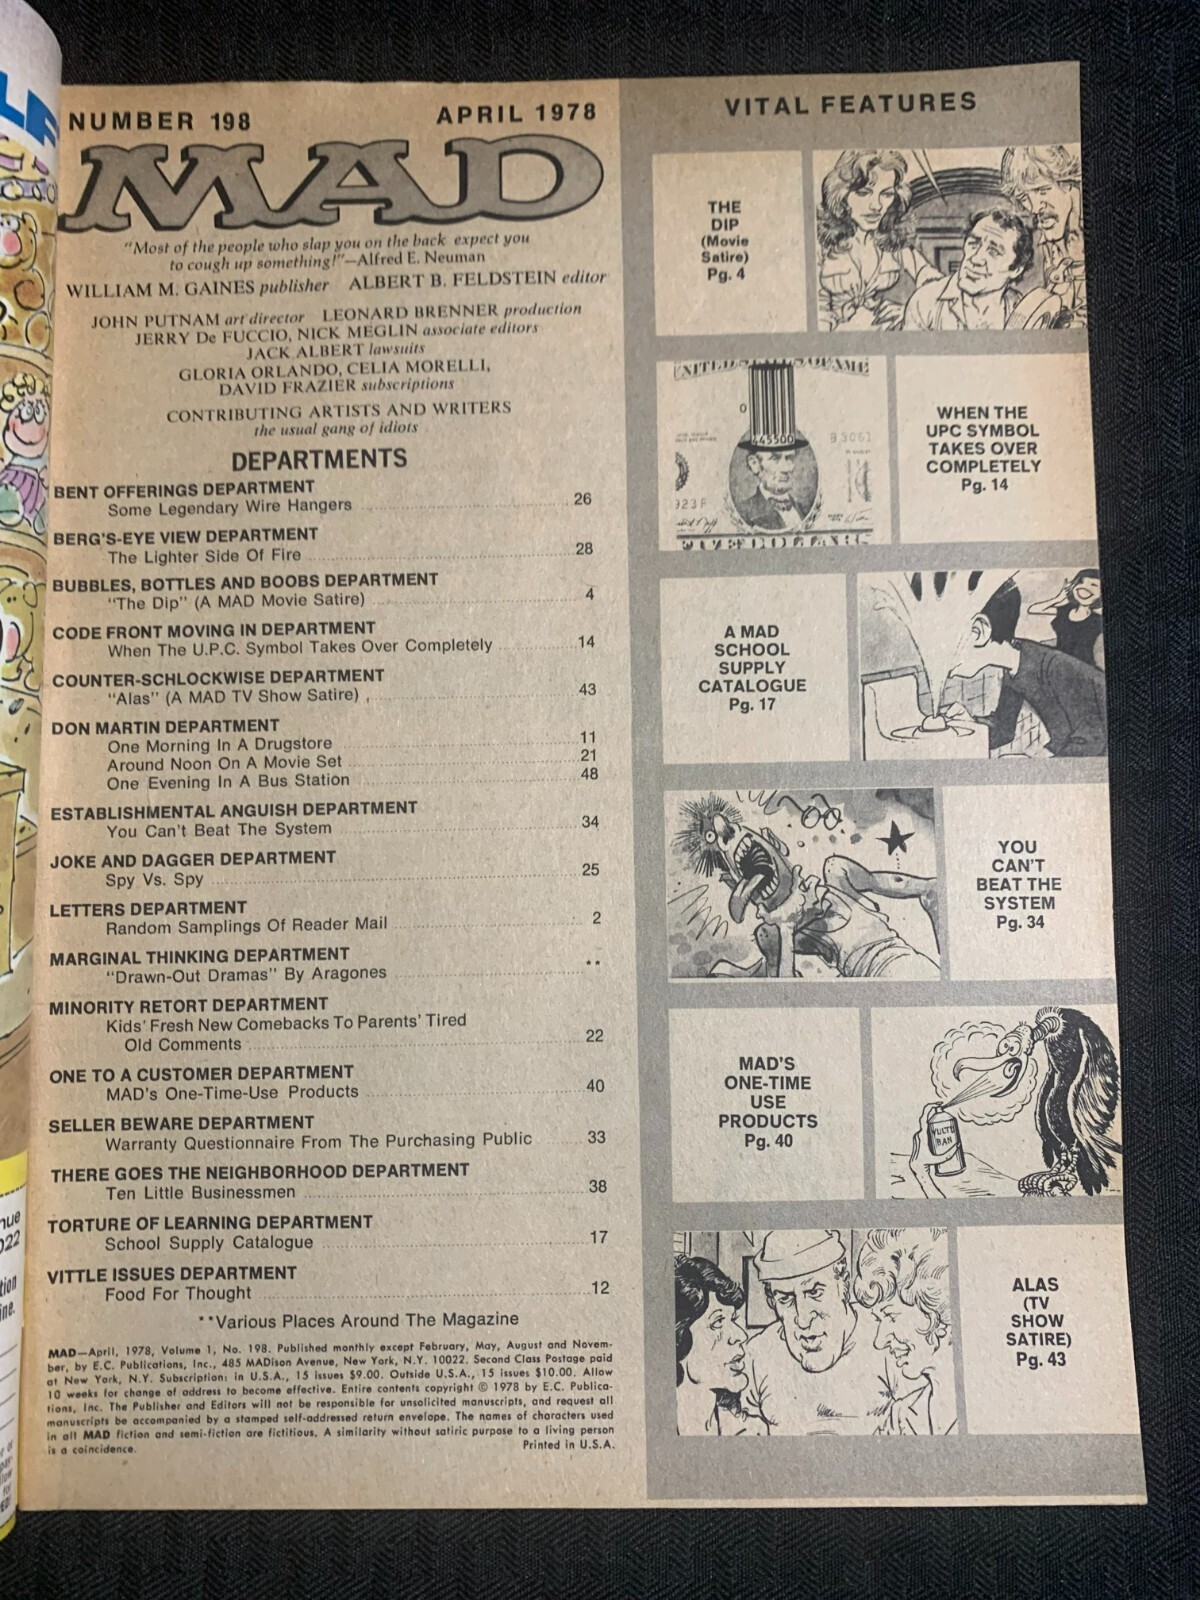 NUMBER 198
APRIL 1978
MAD
"Most of the people who slap you on the back expect you
to cough up something!"—Alfred E. Neuman
WILLIAM M. GAINES publisher ALBERT B. FELDSTEIN editor
JOHN PUTNAM art director LEONARD BRENNER production
JERRY De FUCCIO, NICK MEGLIN associate editors
JACK ALBERT lawsuits
GLORIA ORLANDO, CELIA MORELLI,
DAVID FRAZIER subscriptions
CONTRIBUTING ARTISTS AND WRITERS
the usual gang of idiots
DEPARTMENTS
BENT OFFERINGS DEPARTMENT
Some Legendary Wire Hangers 26
BERG'S-EYE VIEW DEPARTMENT
The Lighter Side Of Fire 28
BUBBLES, BOTTLES AND BOOBS DEPARTMENT
"The Dip" (A MAD Movie Satire) 4
CODE FRONT MOVING IN DEPARTMENT
When The U.P.C. Symbol Takes Over Completely 14
COUNTER-SCHLOCKWISE DEPARTMENT
"Alas" (A MAD TV Show Satire) 43
DON MARTIN DEPARTMENT
One Morning In A Drugstore 11
Around Noon On A Movie Set 21
One Evening In A Bus Station 48
ESTABLISHMENTAL ANGUISH DEPARTMENT
You Can't Beat The System 34
JOKE AND DAGGER DEPARTMENT
Spy Vs. Spy 25
LETTERS DEPARTMENT
Random Samplings Of Reader Mail 2
MARGINAL THINKING DEPARTMENT
"Drawn-Out Dramas" By Aragones **
MINORITY RETORT DEPARTMENT
Kids' Fresh New Comebacks To Parents' Tired
Old Comments 22
ONE TO A CUSTOMER DEPARTMENT
MAD's One-Time-Use Products 40
SELLER BEWARE DEPARTMENT
Warranty Questionnaire From The Purchasing Public 33
THERE GOES THE NEIGHBORHOOD DEPARTMENT
Ten Little Businessmen 38
TORTURE OF LEARNING DEPARTMENT
School Supply Catalogue 17
VITTLE ISSUES DEPARTMENT
Food For Thought 12
**Various Places Around The Magazine
MAD—April, 1978, Volume 1, No. 198. Published monthly except February, May, August and Novem-
ber, by E.C. Publications, Inc., 485 MADison Avenue, New York, N.Y. 10022. Second Class Postage paid
at New York, N.Y. Subscription: in U.S.A., 15 issues $9.00. Outside U.S.A., 15 issues $10.00. Allow
10 weeks for change of address to become effective. Entire contents copyright © 1978 by E.C. Publica-
tions, Inc. The Publisher and Editors will not be responsible for unsolicited manuscripts, and request all
manuscripts be accompanied by a stamped self-addressed return envelope. The names of characters used
in all MAD fiction and semi-fiction are fictitious. A similarity without satiric purpose to a living person
is a coincidence. Printed in U.S.A.
VITAL FEATURES
THE
DIP
(Movie
Satire)
Pg. 4
445500
FIVE DOLLARS
WHEN THE
UPC SYMBOL
TAKES OVER
COMPLETELY
Pg. 14
A MAD
SCHOOL
SUPPLY
CATALOGUE
Pg. 17
YOU
CAN'T
BEAT THE
SYSTEM
Pg. 34
MAD'S
ONE-TIME
USE
PRODUCTS
Pg. 40
BAN
ALAS
(TV
SHOW
SATIRE)
Pg. 43